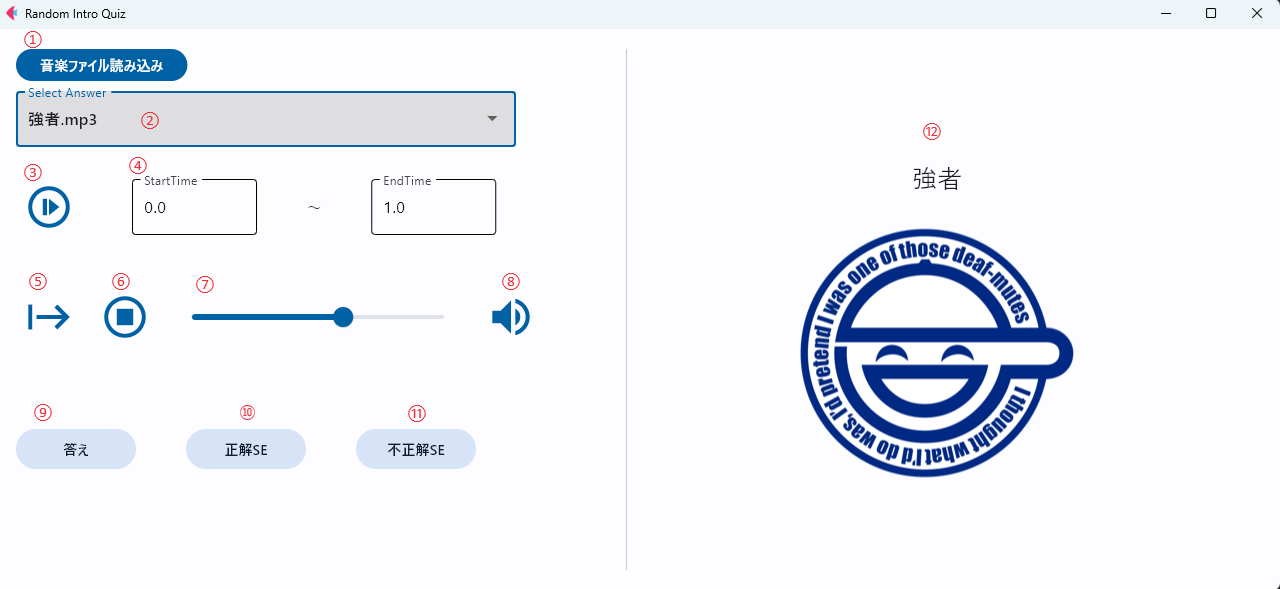 Random Intro Quiz
①
音楽ファイル読み込み
Select Answer
強者.mp3 ②
③ ④
StartTime EndTime
0.0 ~ 1.0
⑤ ⑥ ⑦ ⑧
⑨ ⑩ ⑪
答え 正解SE 不正解SE
⑫
強者
I thought what I'd do was, I'd pretend I was one of those deaf-mutes